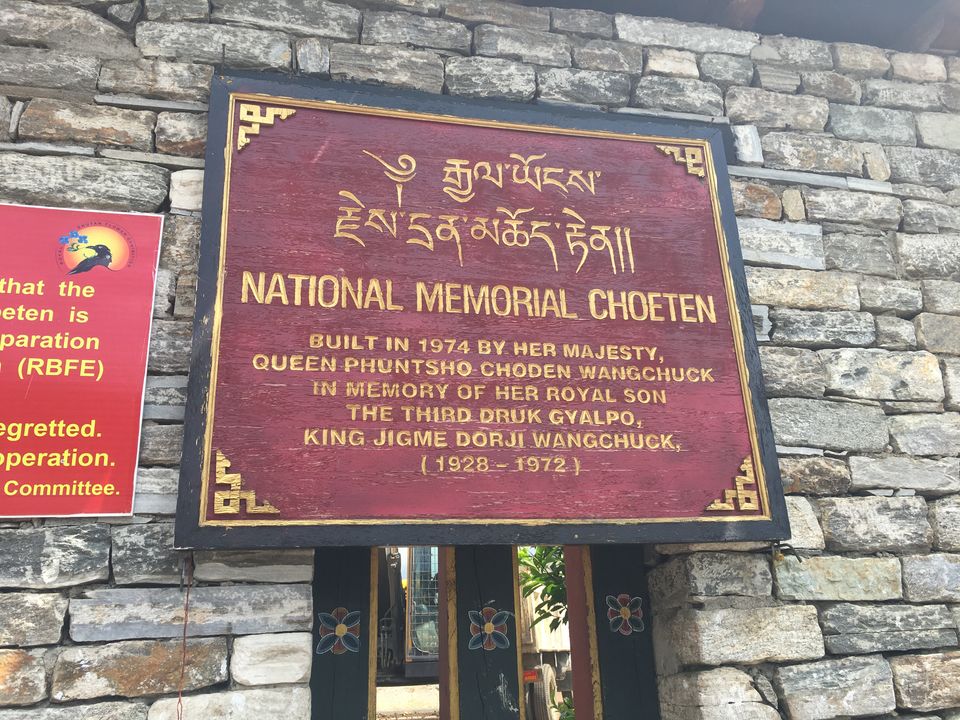 ༄ རྒྱལ་ཡོངས་
རྗེས་དྲན་མཆོད་རྟེན།།
NATIONAL MEMORIAL CHOETEN
BUILT IN 1974 BY HER MAJESTY,
QUEEN PHUNTSHO CHODEN WANGCHUCK
IN MEMORY OF HER ROYAL SON
THE THIRD DRUK GYALPO,
KING JIGME DORJI WANGCHUCK,
( 1928 - 1972 )
that the
oeten is
paration
(RBFE)
egretted.
operation.
Committee.